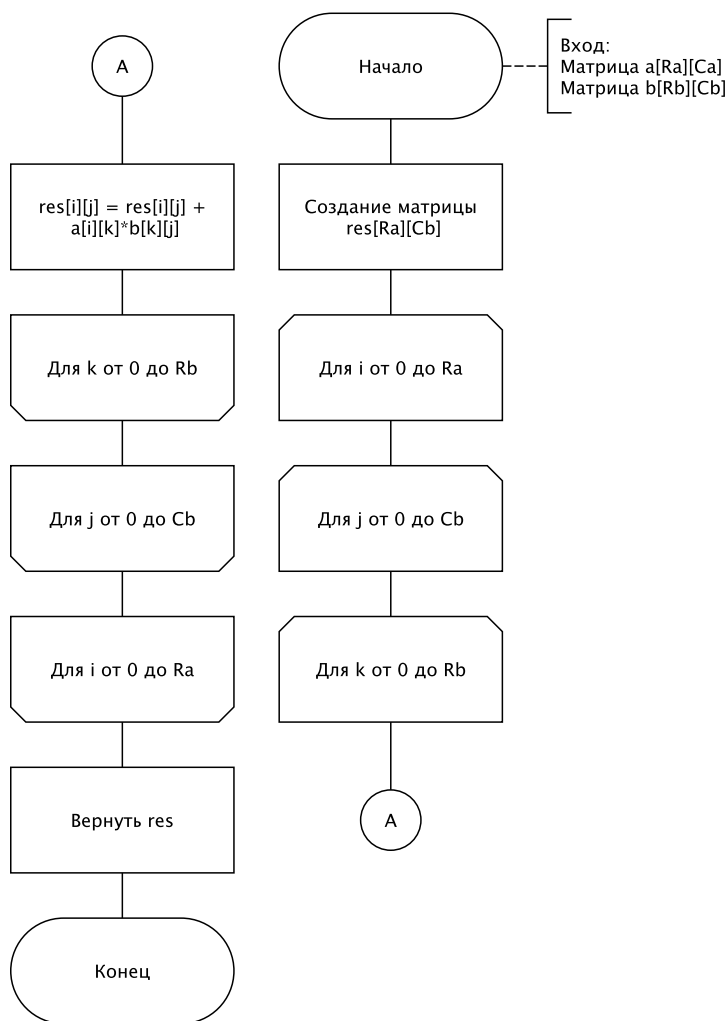 A
res[i][j] = res[i][j] +
a[i][k]*b[k][j]
Для k от 0 до Rb
Для j от 0 до Cb
Для i от 0 до Ra
Вернуть res
Конец
Начало
Вход:
Матрица a[Ra][Ca]
Матрица b[Rb][Cb]
Создание матрицы
res[Ra][Cb]
Для i от 0 до Ra
Для j от 0 до Cb
Для k от 0 до Rb
A